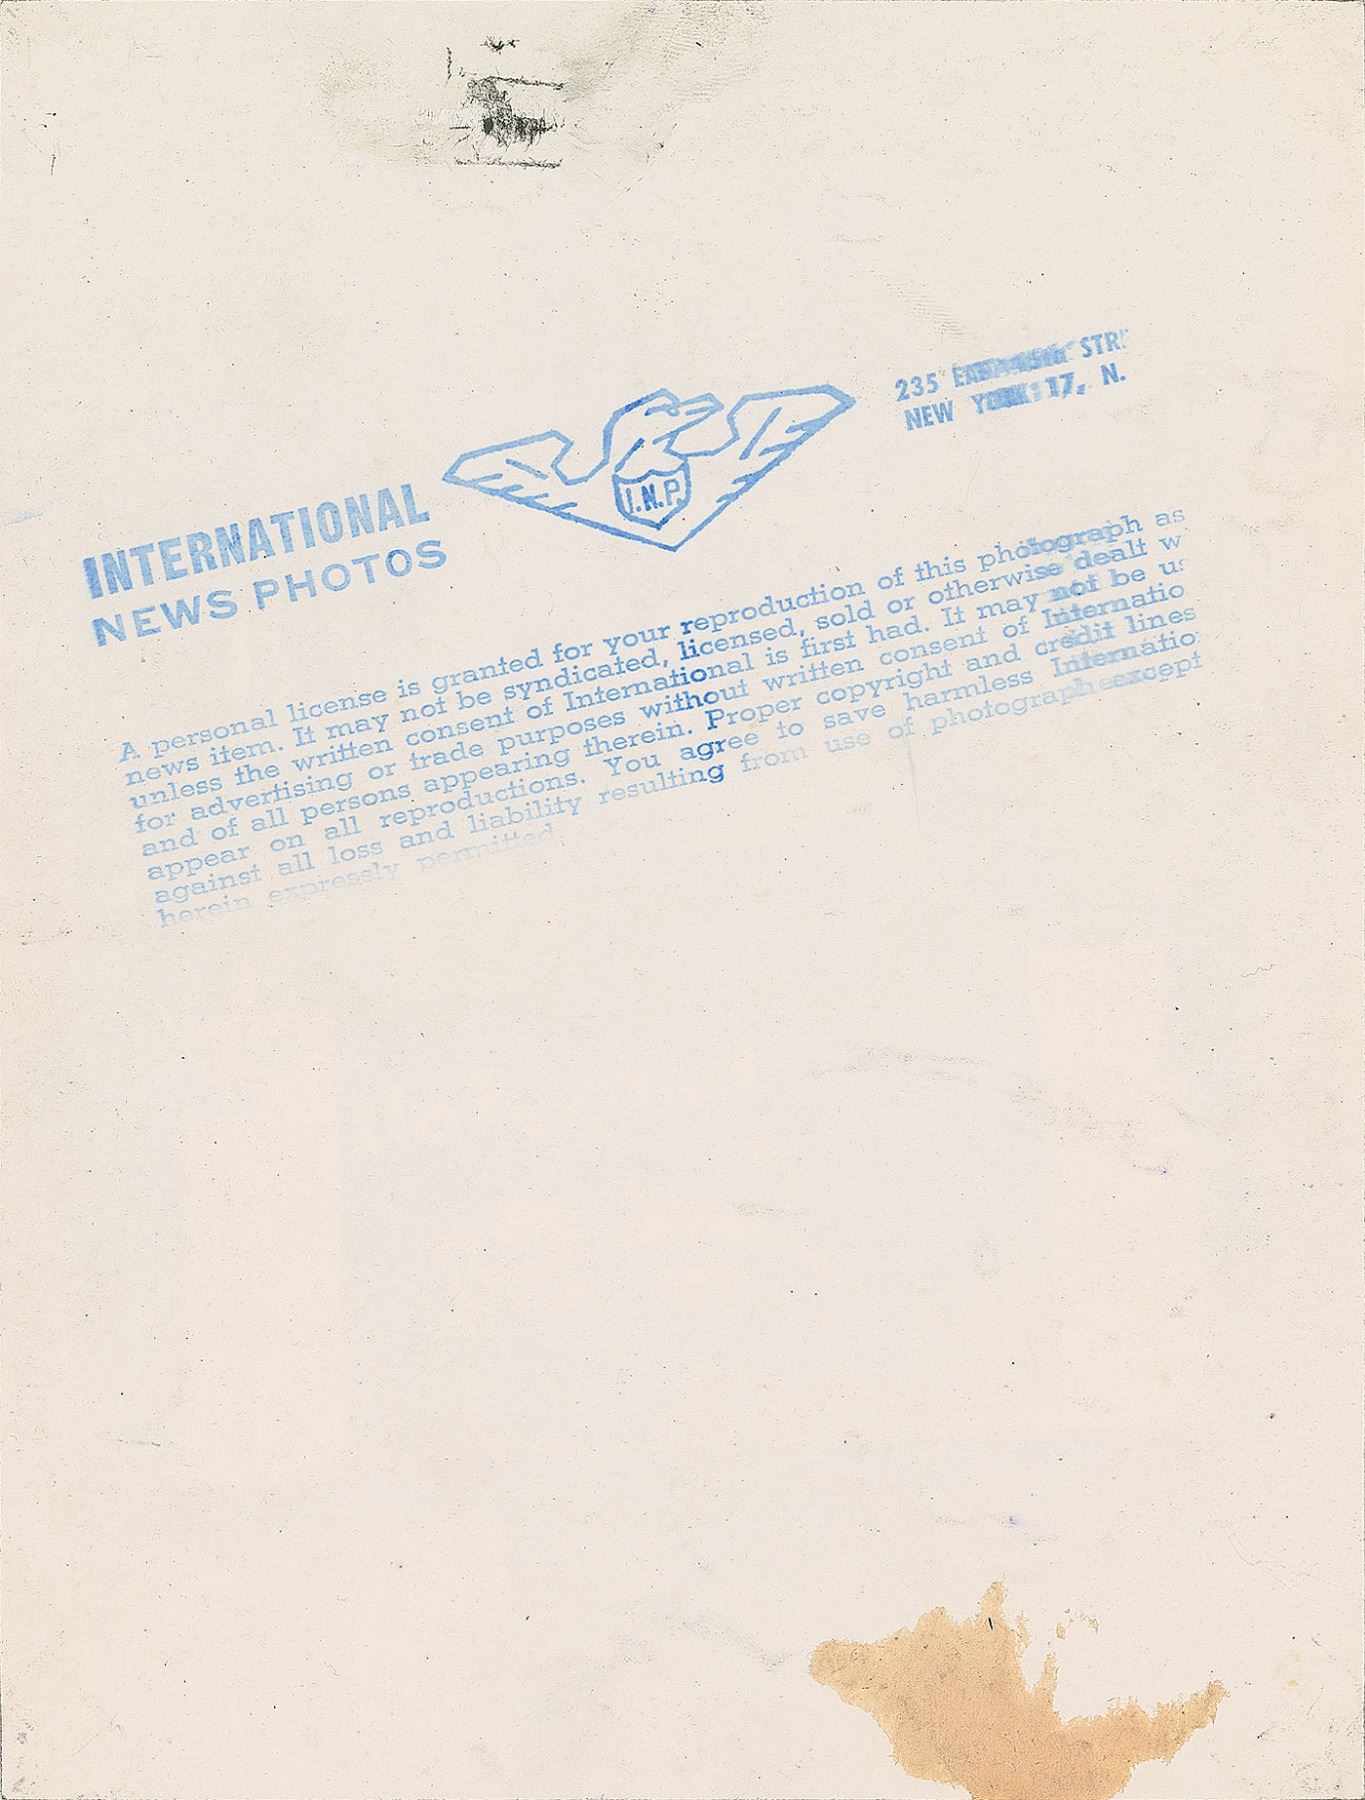 235 EAST 45th STR
NEW YORK 17, N.
I.N.P.
INTERNATIONAL
NEWS PHOTOS
A personal license is granted for your reproduction of this photograph as
news item. It may not be syndicated, licensed, sold or otherwise dealt w
unless the written consent of International is first had. It may not be us
for advertising or trade purposes without written consent of Internatio
and of all persons appearing therein. Proper copyright and credit lines
appear on all reproductions. You agree to save harmless Internatio
against all loss and liability resulting from use of photograph except
herein expressly permitted.